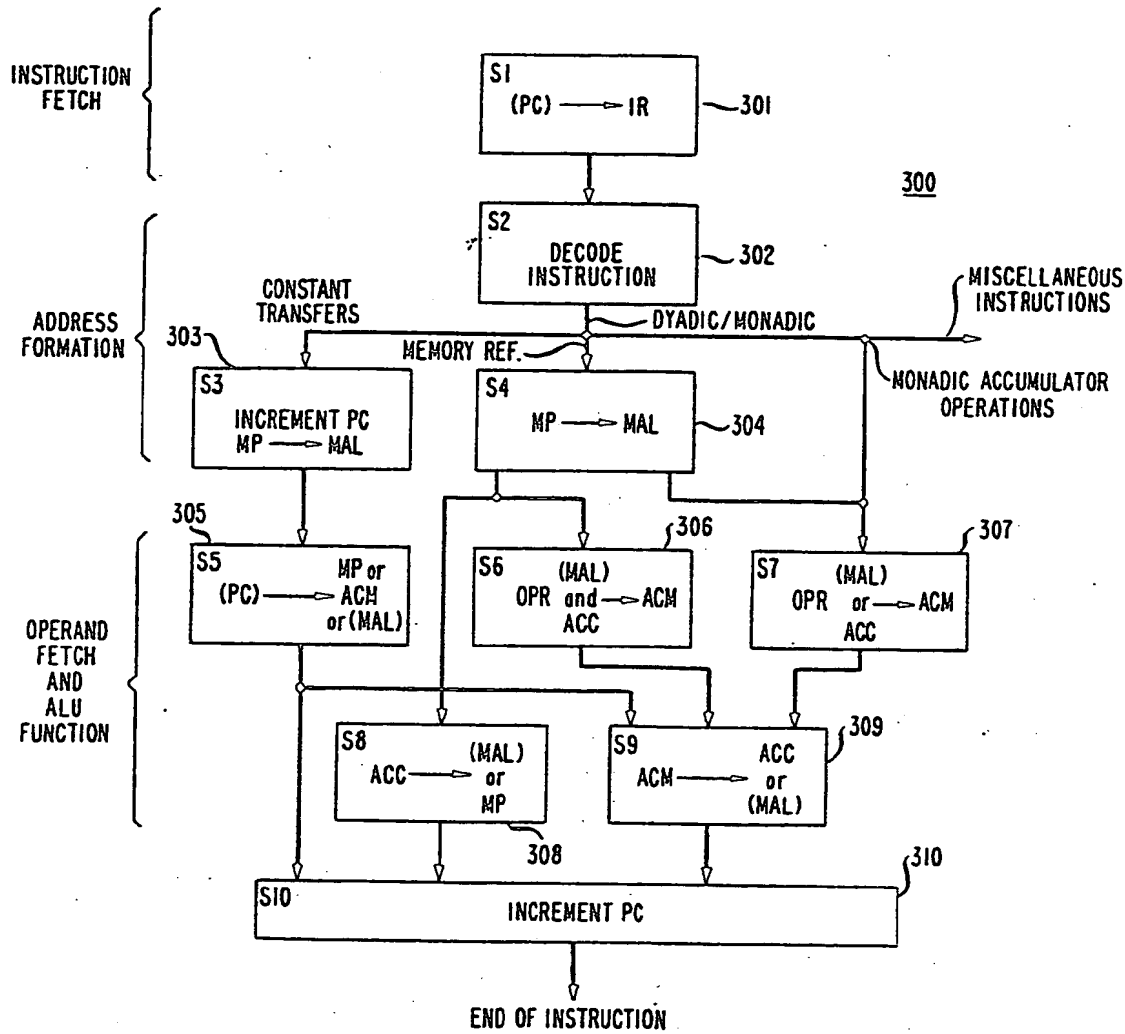 INSTRUCTION
FETCH
S1
(PC) → IR
301
300
S2
DECODE
INSTRUCTION
302
ADDRESS
FORMATION
CONSTANT
TRANSFERS
DYADIC/MONADIC
MISCELLANEOUS
INSTRUCTIONS
303
MEMORY REF.
MONADIC ACCUMULATOR
OPERATIONS
S3
INCREMENT PC
MP → MAL
S4
MP → MAL
304
OPERAND
FETCH
AND
ALU
FUNCTION
305
S5
(PC) → MP or
ACM
or (MAL)
306
S6
(MAL)
OPR and → ACM
ACC
307
S7
(MAL)
OPR or → ACM
ACC
S8
ACC → (MAL)
or
MP
308
S9
ACM → ACC
or
(MAL)
309
310
S10
INCREMENT PC
END OF INSTRUCTION